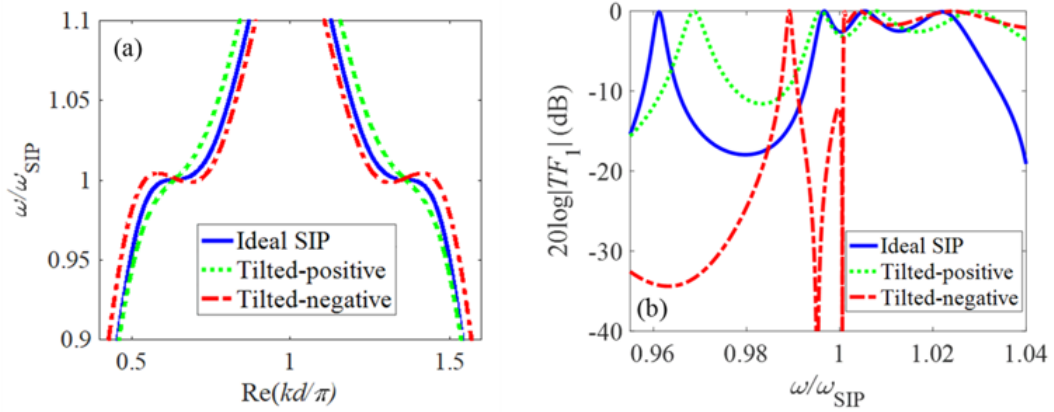 (a)
1.1
1.05
1
0.95
0.9
ω/ω_SIP
Ideal SIP
Tilted-positive
Tilted-negative
0.5
1
1.5
Re(kd/π)
(b)
0
-10
-20
-30
-40
20log|TF₁| (dB)
Ideal SIP
Tilted-positive
Tilted-negative
0.96
0.98
1
1.02
1.04
ω/ω_SIP